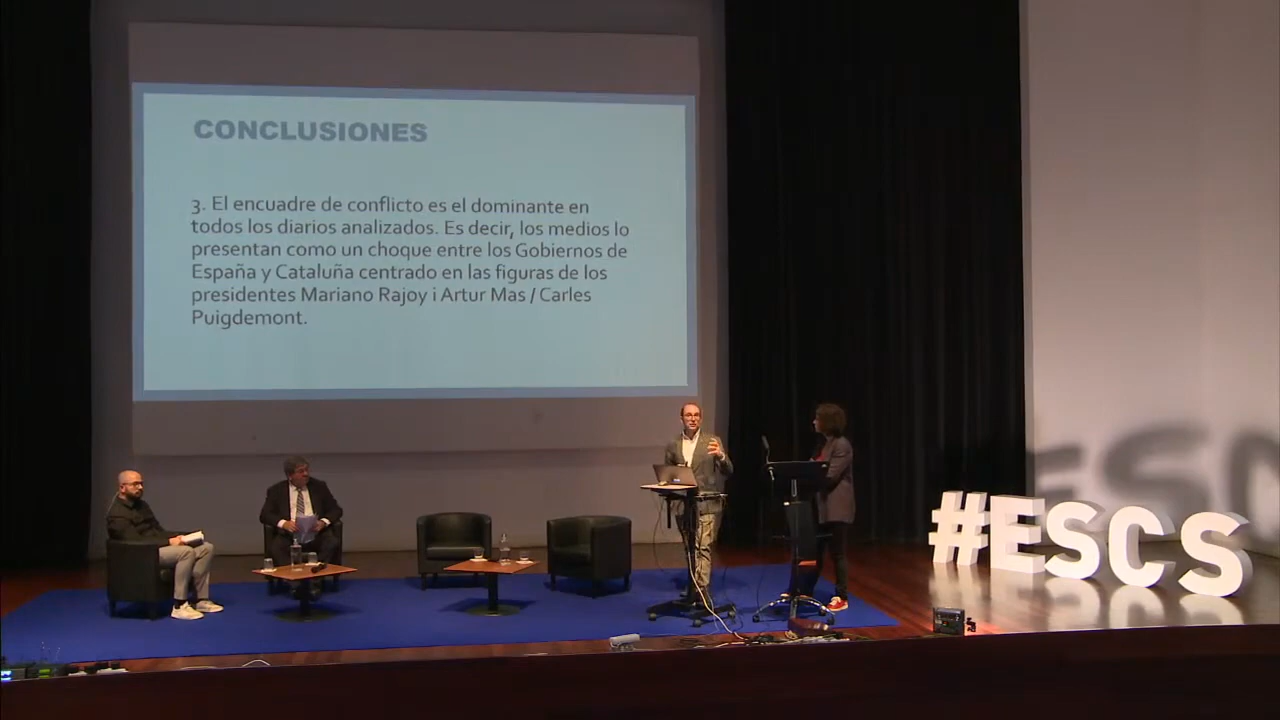 CONCLUSIONES
3. El encuadre de conflicto es el dominante en
todos los diarios analizados. Es decir, los medios lo
presentan como un choque entre los Gobiernos de
España y Cataluña centrado en las figuras de los
presidentes Mariano Rajoy i Artur Mas / Carles
Puigdemont.
#ESCS